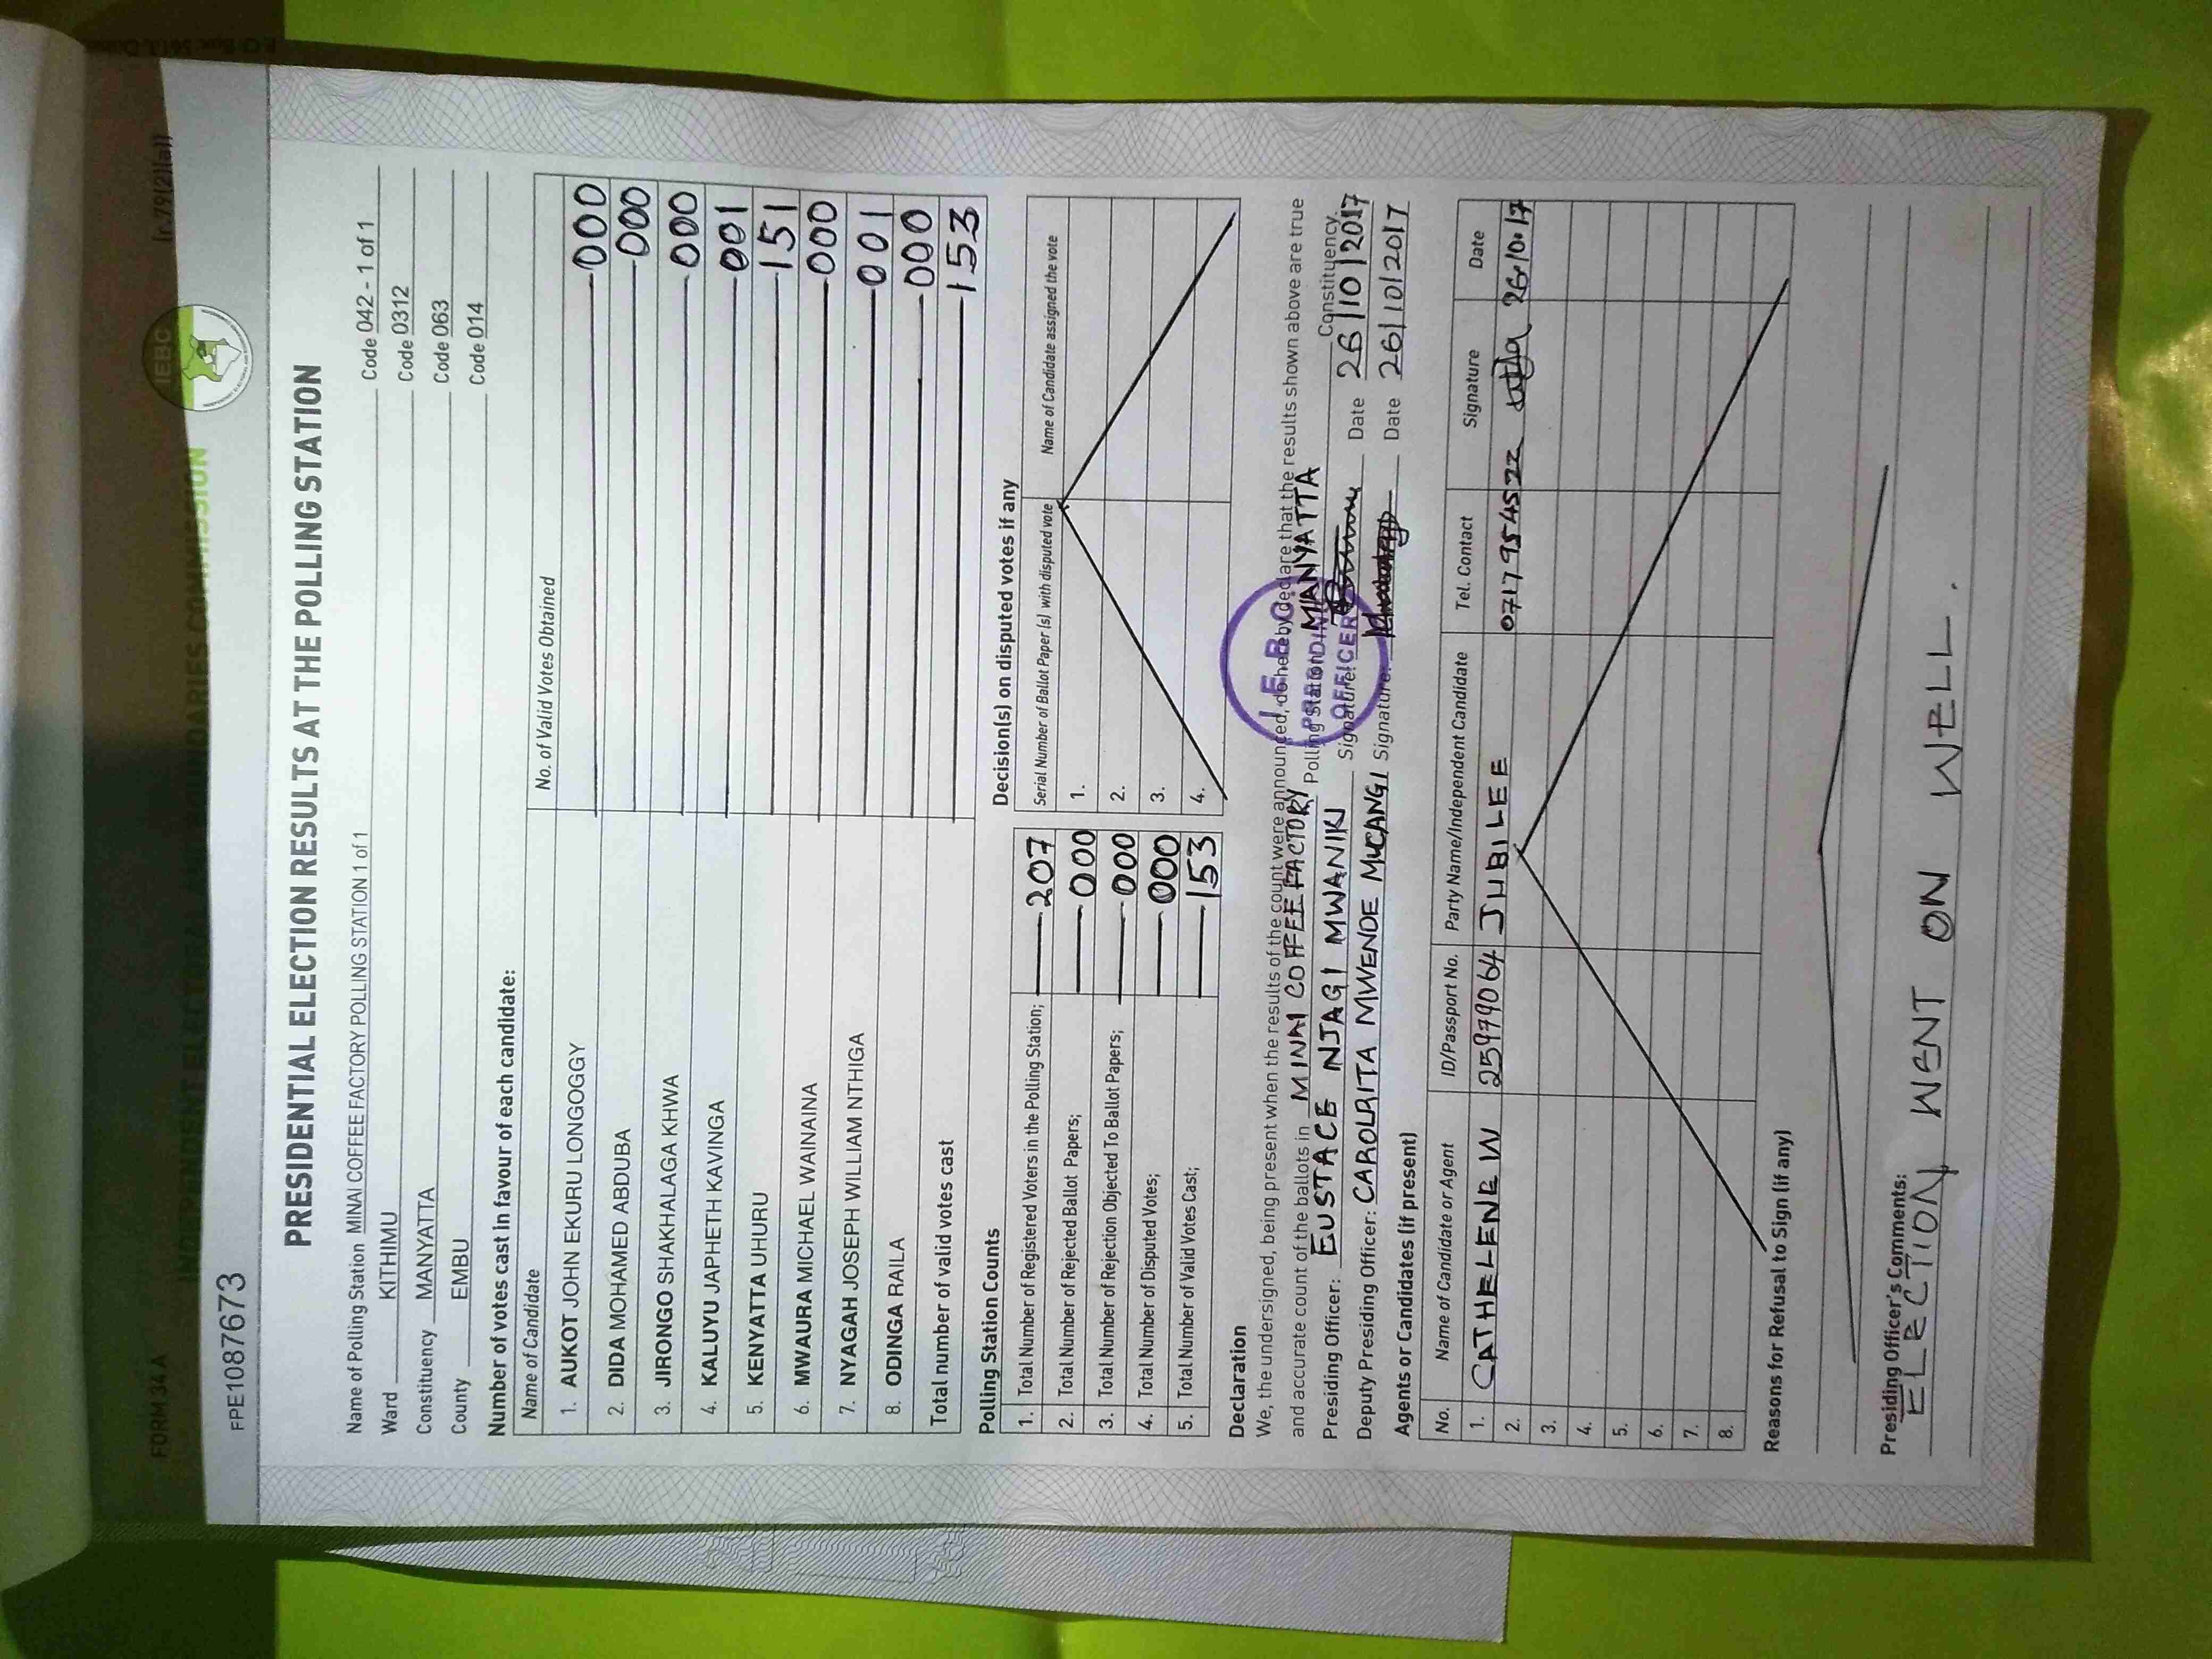 P.O Box
FORM 34 A
(r.79(2)(a))
INDEPENDENT ELECTORAL AND BOUNDARIES COMMISSION
IEBC
FPE1087673
PRESIDENTIAL ELECTION RESULTS AT THE POLLING STATION
Name of Polling Station MINAI COFFEE FACTORY POLLING STATION 1 of 1 Code 042 - 1 of 1
Ward KITHIMU Code 0312
Constituency MANYATTA Code 063
County EMBU Code 014
Number of votes cast in favour of each candidate:
Name of Candidate No. of Valid Votes Obtained
1. AUKOT JOHN EKURU LONGOGGY 000
2. DIDA MOHAMED ABDUBA 000
3. JIRONGO SHAKHALAGA KHWA 000
4. KALUYU JAPHETH KAVINGA 001
5. KENYATTA UHURU 151
6. MWAURA MICHAEL WAINAINA 000
7. NYAGAH JOSEPH WILLIAM NTHIGA 001
8. ODINGA RAILA 000
Total number of valid votes cast 153
Polling Station Counts
1. Total Number of Registered Voters in the Polling Station; 207
2. Total Number of Rejected Ballot Papers; 000
3. Total Number of Rejection Objected To Ballot Papers; 000
4. Total Number of Disputed Votes; 000
5. Total Number of Valid Votes Cast; 153
Decision(s) on disputed votes if any
Serial Number of Ballot Paper (s) with disputed vote Name of Candidate assigned the vote
1.
2.
3.
4.
Declaration
We, the undersigned, being present when the results of the count were announced, do hereby declare that the results shown above are true
and accurate count of the ballots in MINAI COFFEE FACTORY Polling Station MANYATTA Constituency.
Presiding Officer: EUSTACE NJAGI MWANIKI Signature: Date 26/10/2017
Deputy Presiding Officer: CAROLRITA MWENDE MUCANGI Signature: Date 26/10/2017
I.E.B.C.
PRESIDING
OFFICER
Agents or Candidates (if present)
No. Name of Candidate or Agent ID/Passport No. Party Name/Independent Candidate Tel. Contact Signature Date
1. CATHELENE W 25979064 JUBILEE 0717954522 26/10.17
2.
3.
4.
5.
6.
7.
8.
Reasons for Refusal to Sign (if any)
Presiding Officer's Comments:
ELECTION WENT ON WELL.